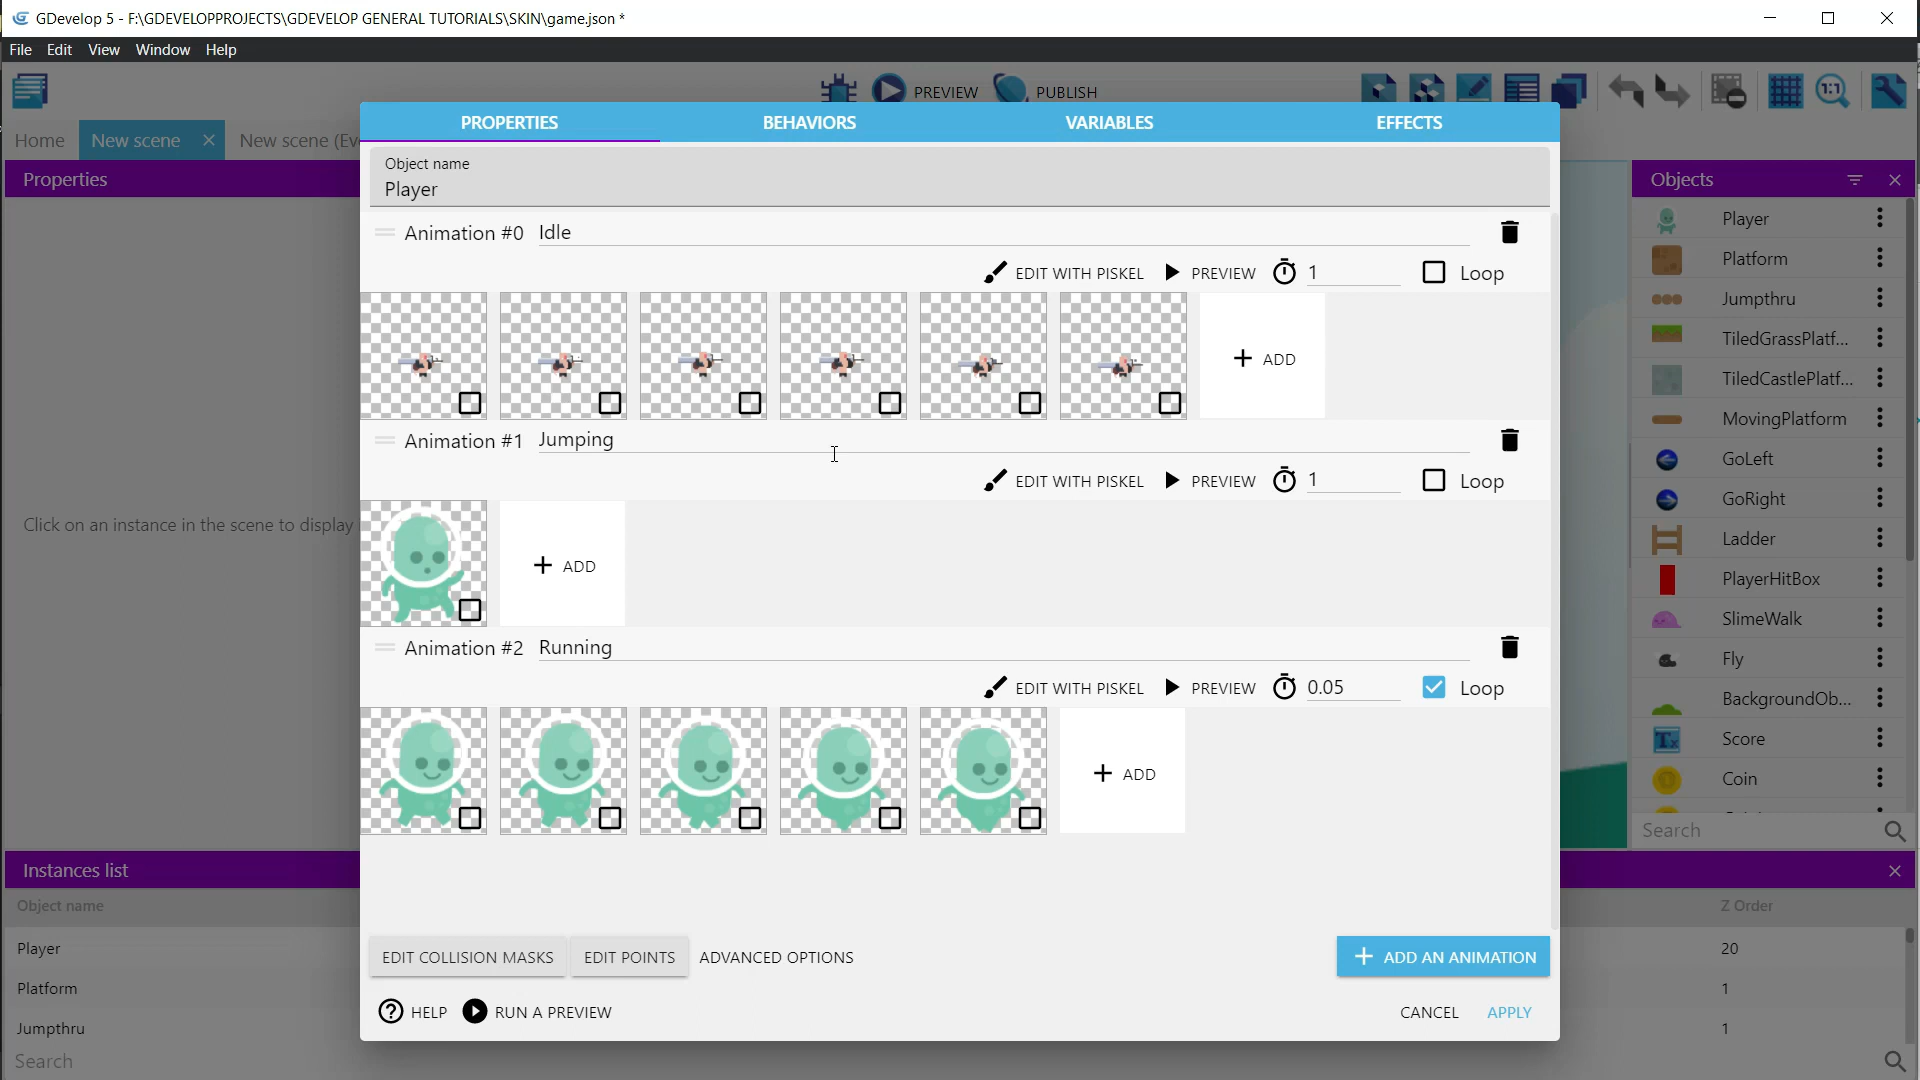 GDevelop 5 - F:\GDEVELOPPROJECTS\GDEVELOP GENERAL TUTORIALS\SKIN\game.json *
File Edit View Window Help
PREVIEW PUBLISH 1:1
Home New scene New scene (Eve
PROPERTIES BEHAVIORS VARIABLES EFFECTS
Properties
Click on an instance in the scene to display
Object name
Player
Animation #0 Idle
EDIT WITH PISKEL PREVIEW 1 Loop
ADD
Animation #1 Jumping
EDIT WITH PISKEL PREVIEW 1 Loop
ADD
Animation #2 Running
EDIT WITH PISKEL PREVIEW 0.05 Loop
ADD
EDIT COLLISION MASKS EDIT POINTS ADVANCED OPTIONS ADD AN ANIMATION
HELP RUN A PREVIEW CANCEL APPLY
Objects
Player
Platform
Jumpthru
TiledGrassPlatf...
TiledCastlePlatf...
MovingPlatform
GoLeft
GoRight
Ladder
PlayerHitBox
SlimeWalk
Fly
BackgroundOb...
Tx Score
Coin
Search
Instances list
Object name Z Order
Player 20
Platform 1
Jumpthru 1
Search